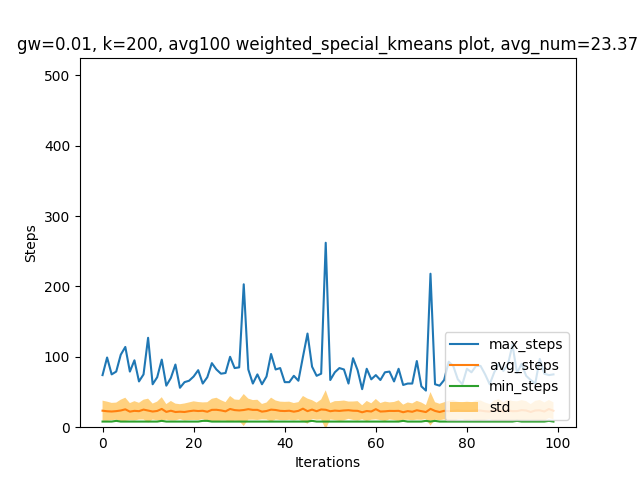 gw=0.01, k=200, avg100 weighted_special_kmeans plot, avg_num=23.37
Steps
500
400
300
200
100
0
0 20 40 60 80 100
Iterations
max_steps
avg_steps
min_steps
std